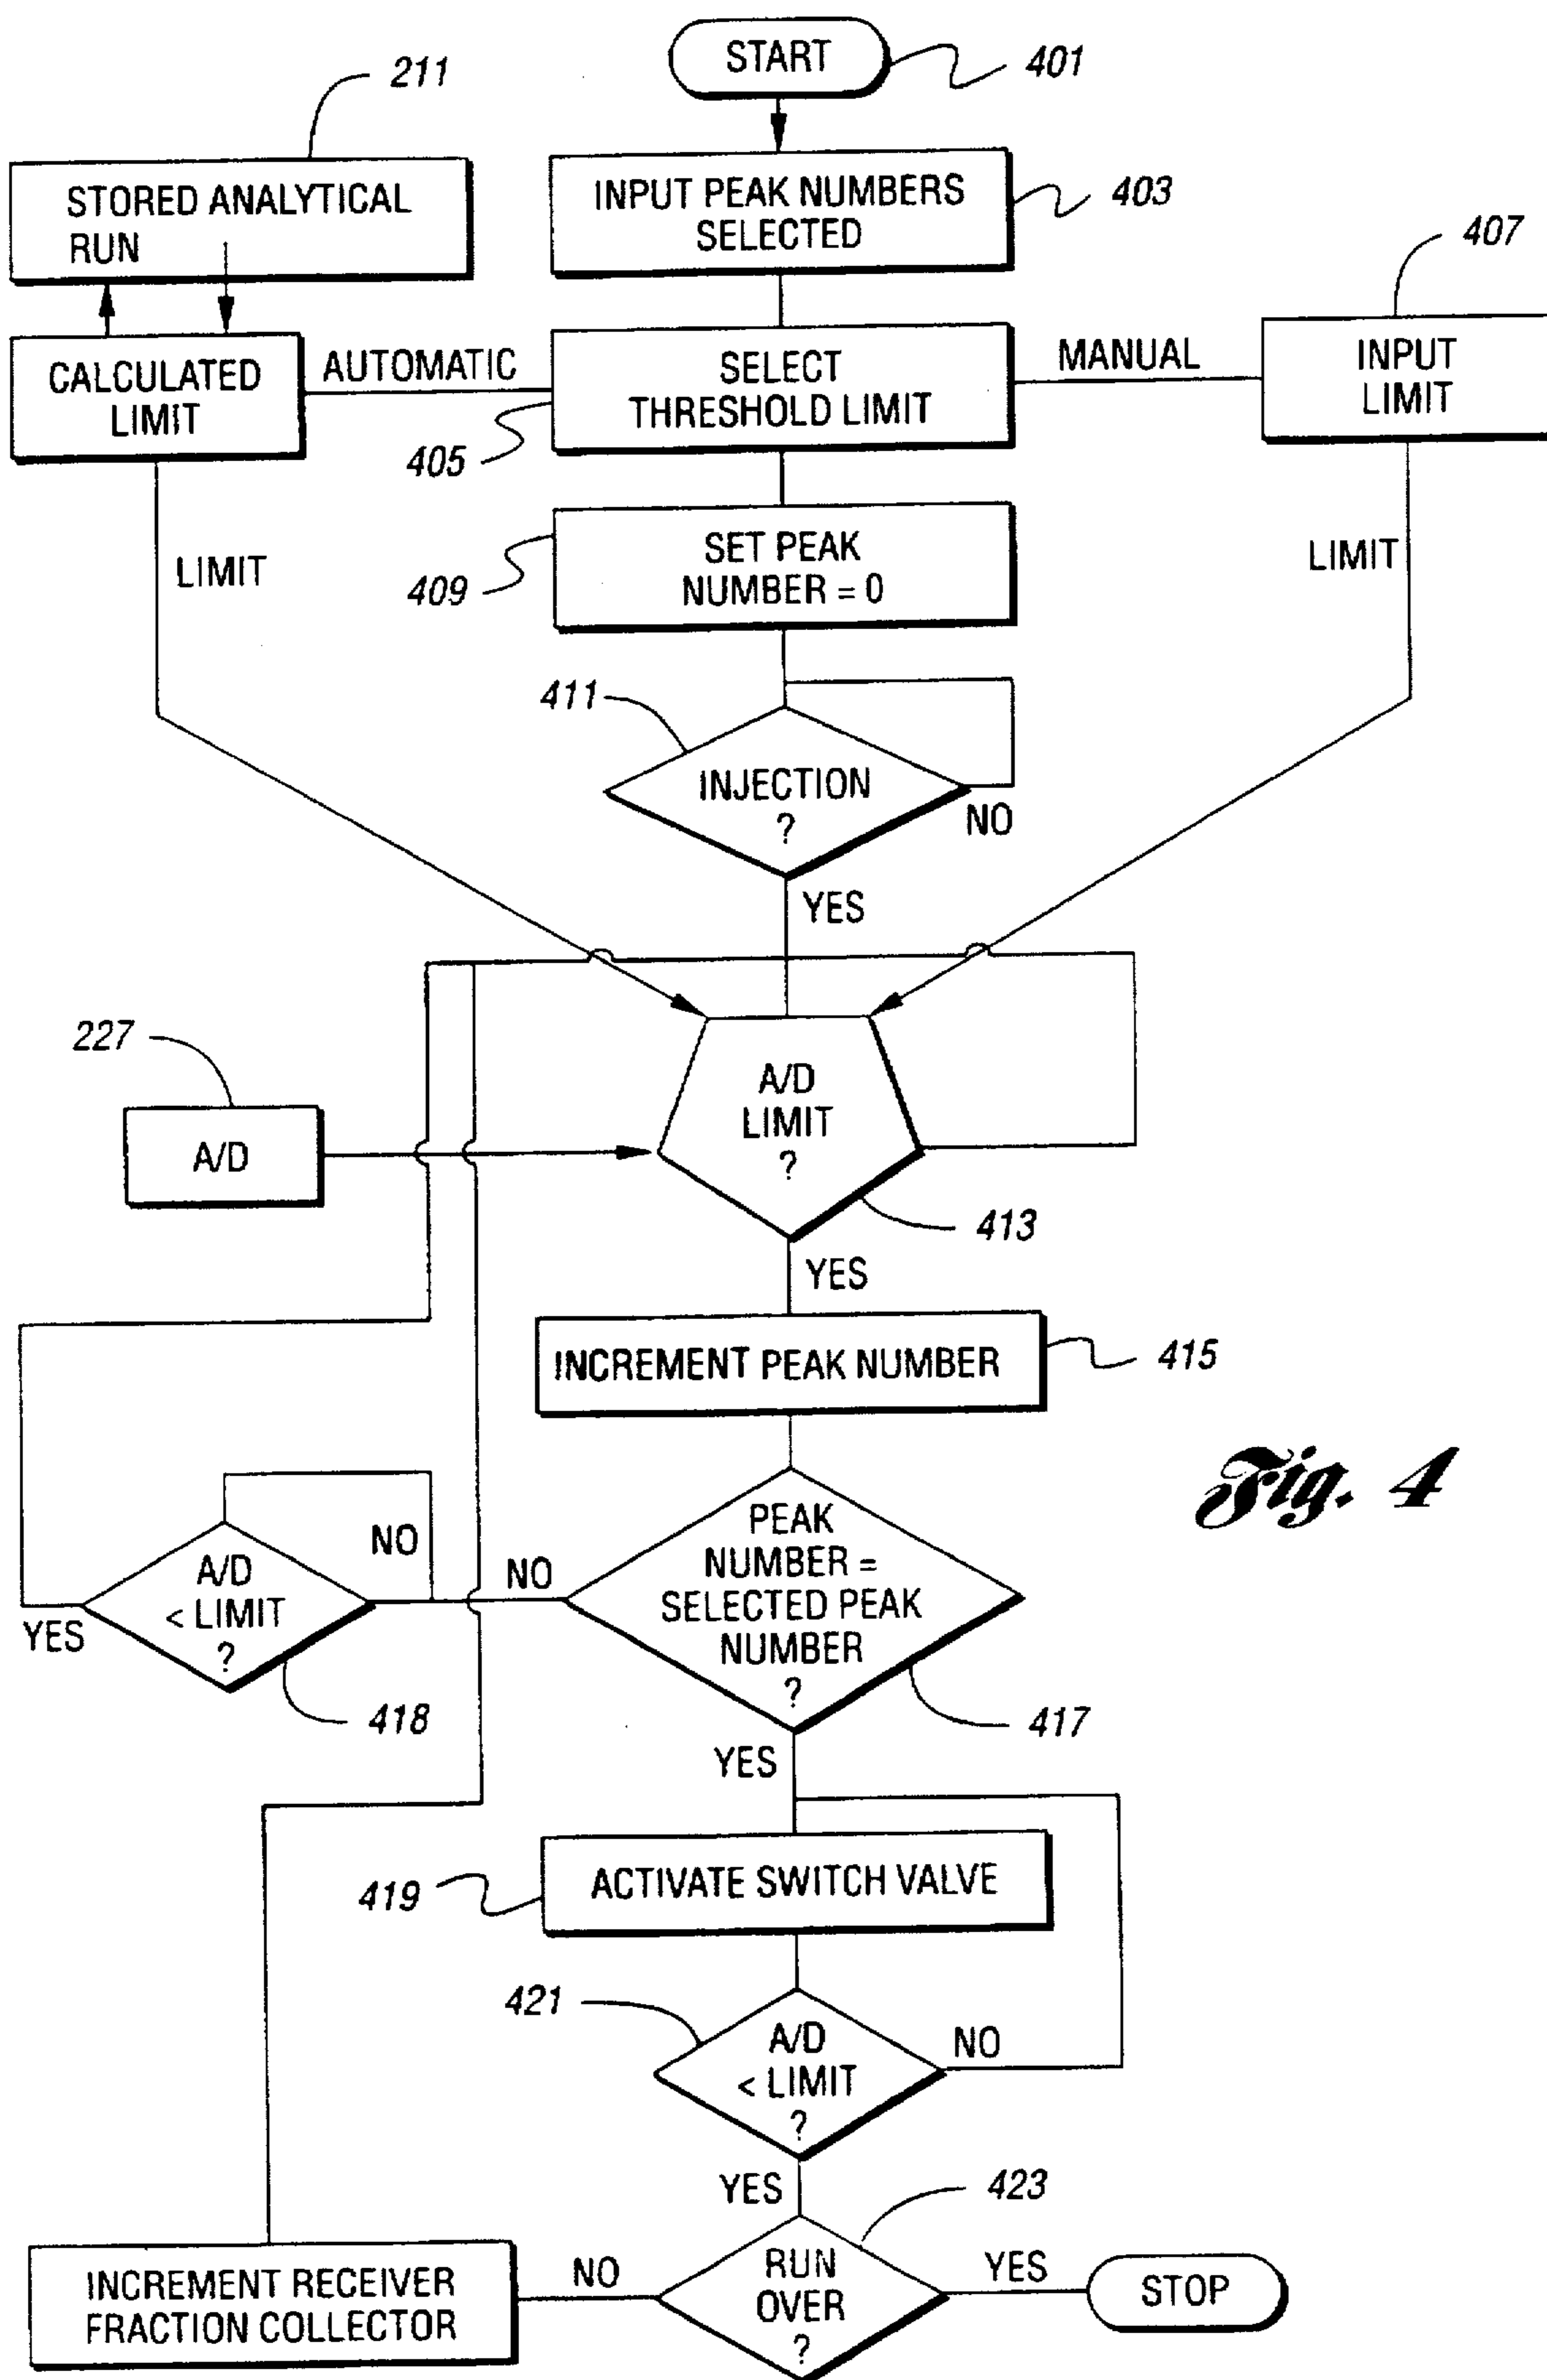 START
401
211
STORED ANALYTICAL
RUN
INPUT PEAK NUMBERS
SELECTED
403
407
CALCULATED
LIMIT
AUTOMATIC
SELECT
THRESHOLD LIMIT
MANUAL
INPUT
LIMIT
405
LIMIT
SET PEAK
NUMBER = 0
LIMIT
409
411
INJECTION
?
NO
YES
227
A/D
A/D
LIMIT
?
413
YES
INCREMENT PEAK NUMBER
415
Fig. 4
NO
A/D
< LIMIT
?
YES
418
NO
PEAK
NUMBER =
SELECTED PEAK
NUMBER
?
417
YES
ACTIVATE SWITCH VALVE
419
421
A/D
< LIMIT
?
NO
YES
423
INCREMENT RECEIVER
FRACTION COLLECTOR
NO
RUN
OVER
?
YES
STOP